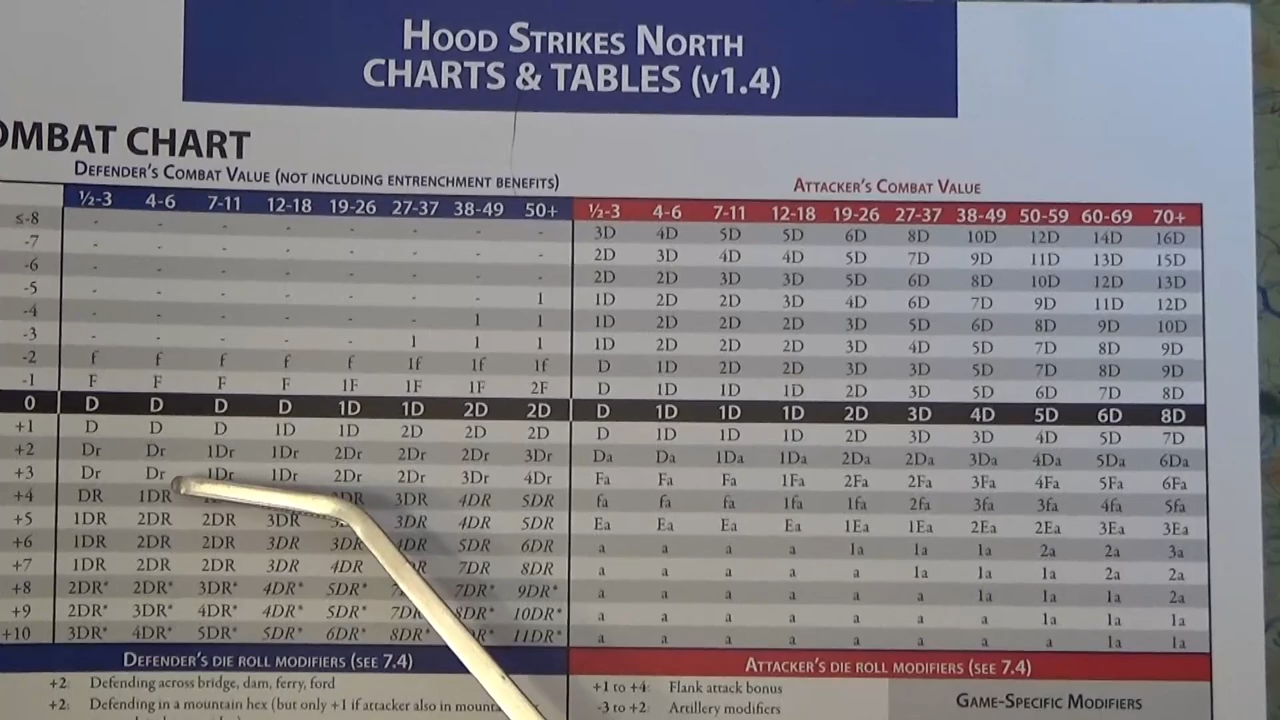 HOOD STRIKES NORTH
CHARTS & TABLES (v1.4)
OMBAT CHART
DEFENDER'S COMBAT VALUE (NOT INCLUDING ENTRENCHMENT BENEFITS)
ATTACKER'S COMBAT VALUE
½-3 4-6 7-11 12-18 19-26 27-37 38-49 50+ ½-3 4-6 7-11 12-18 19-26 27-37 38-49 50-59 60-69 70+
≤-8 - - - - - - - - 3D 4D 5D 5D 6D 8D 10D 12D 14D 16D
-7 - - - - - - - - 2D 3D 4D 4D 5D 7D 9D 11D 13D 15D
-6 - - - - - - - - 2D 2D 3D 3D 5D 6D 8D 10D 12D 13D
-5 - - - - - - - 1 1D 2D 2D 3D 4D 6D 7D 9D 11D 12D
-4 - - - - - - 1 1 1D 2D 2D 2D 3D 5D 6D 8D 9D 10D
-3 - - - - - 1 1 1 1D 2D 2D 2D 3D 4D 5D 7D 8D 9D
-2 f f f f f 1f 1f 1f D 1D 2D 2D 3D 3D 5D 7D 8D 9D
-1 F F F F 1F 1F 1F 2F D 1D 1D 1D 2D 3D 5D 6D 7D 8D
0 D D D D 1D 1D 2D 2D D 1D 1D 1D 2D 3D 4D 5D 6D 8D
+1 D D D 1D 1D 2D 2D 2D D 1D 1D 1D 2D 3D 3D 4D 5D 7D
+2 Dr Dr 1Dr 1Dr 2Dr 2Dr 2Dr 3Dr Da Da 1Da 1Da 2Da 2Da 3Da 4Da 5Da 6Da
+3 Dr Dr 1Dr 1Dr 2Dr 2Dr 3Dr 4Dr Fa Fa Fa 1Fa 2Fa 2Fa 3Fa 4Fa 5Fa 6Fa
+4 DR 1DR 3DR 4DR 5DR fa fa fa 1fa 1fa 2fa 3fa 3fa 4fa 5fa
+5 1DR 2DR 2DR 3DR 3DR 4DR 5DR Ea Ea Ea Ea 1Ea 1Ea 2Ea 2Ea 3Ea 3Ea
+6 1DR 2DR 2DR 3DR 3DR 4DR 5DR 6DR a a a a 1a 1a 1a 2a 2a 3a
+7 1DR 2DR 2DR 3DR 4DR 7DR 8DR a a a a a 1a 1a 1a 2a 2a
+8 2DR* 2DR* 3DR* 4DR* 5DR* 7DR* 9DR* a a a a a a 1a 1a 1a 2a
+9 2DR* 3DR* 4DR* 4DR* 5DR* 8DR* 10DR* a a a a a a a 1a 1a 1a
+10 3DR* 4DR* 5DR* 5DR* 6DR* 8DR* 11DR* a a a a a a a a 1a 1a
DEFENDER'S DIE ROLL MODIFIERS (SEE 7.4)
ATTACKER'S DIE ROLL MODIFIERS (SEE 7.4)
+2: Defending across bridge, dam, ferry, ford
+2: Defending in a mountain hex (but only +1 if attacker also in
+1 to +4: Flank attack bonus
-3 to +2: Artillery modifiers
GAME-SPECIFIC MODIFIERS